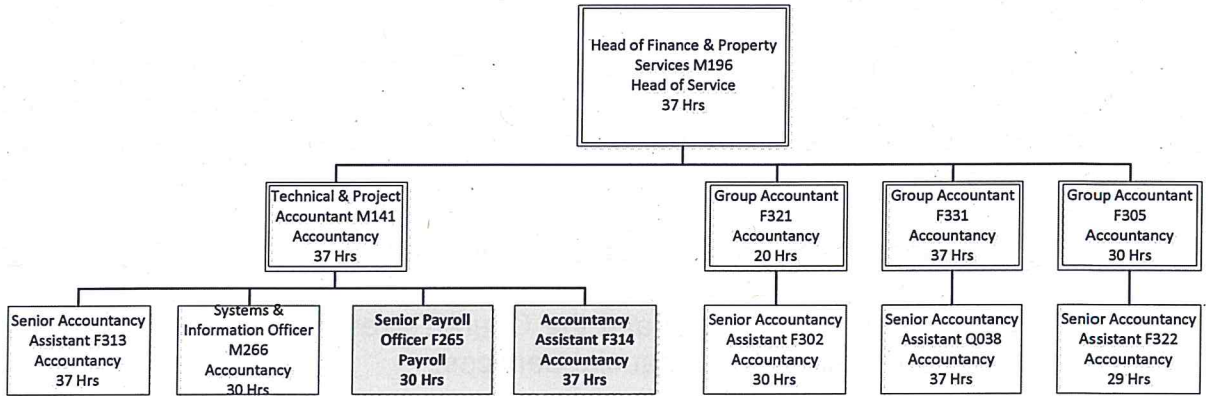 Head of Finance & Property
Services M196
Head of Service
37 Hrs
Technical & Project
Accountant M141
Accountancy
37 Hrs
Group Accountant
F321
Accountancy
20 Hrs
Group Accountant
F331
Accountancy
37 Hrs
Group Accountant
F305
Accountancy
30 Hrs
Senior Accountancy
Assistant F313
Accountancy
37 Hrs
Systems &
Information Officer
M266
Accountancy
30 Hrs
Senior Payroll
Officer F265
Payroll
30 Hrs
Accountancy
Assistant F314
Accountancy
37 Hrs
Senior Accountancy
Assistant F302
Accountancy
30 Hrs
Senior Accountancy
Assistant Q038
Accountancy
37 Hrs
Senior Accountancy
Assistant F322
Accountancy
29 Hrs